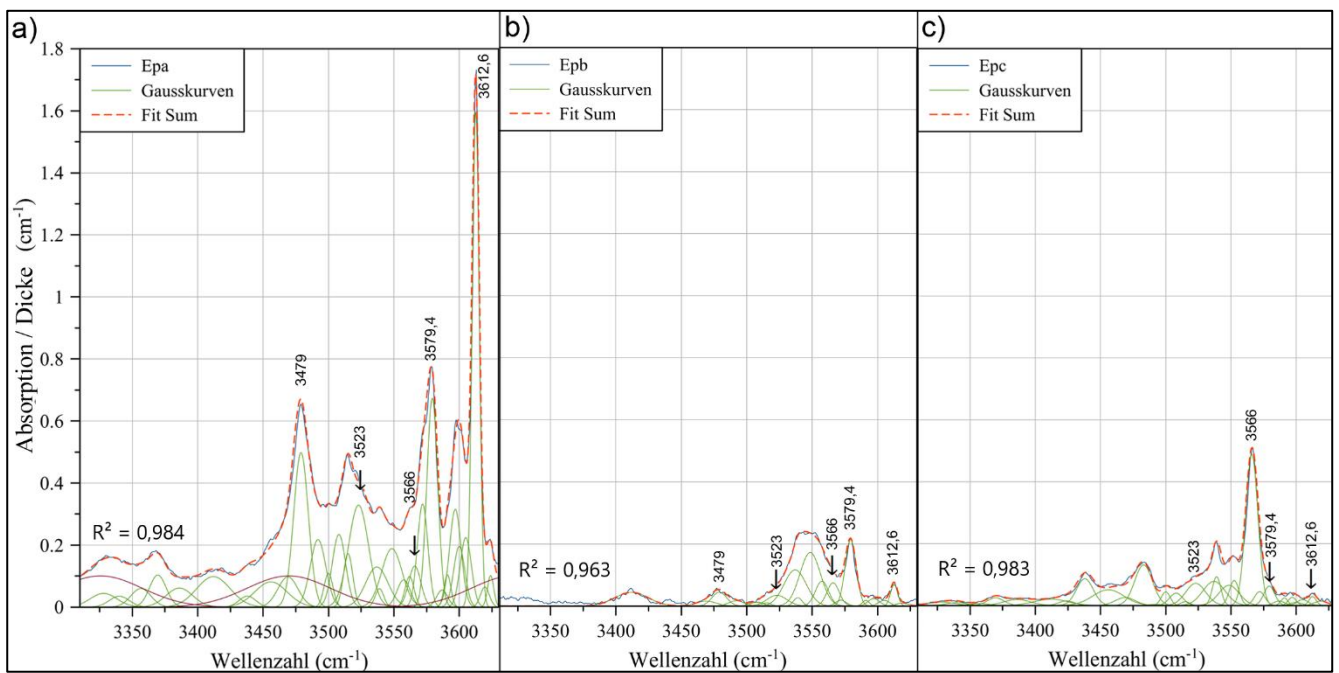 a)
Epa
Gausskurven
Fit Sum
1.8
1.6
1.4
1.2
1
0.8
0.6
0.4
0.2
0
Absorption / Dicke (cm⁻¹)
3479
3523
3566
3579,4
3612,6
R² = 0,984
3350 3400 3450 3500 3550 3600
Wellenzahl (cm⁻¹)
b)
Epb
Gausskurven
Fit Sum
3479
3523
3566
3579,4
3612,6
R² = 0,963
3350 3400 3450 3500 3550 3600
Wellenzahl (cm⁻¹)
c)
Epc
Gausskurven
Fit Sum
3523
3566
3579,4
3612,6
R² = 0,983
3350 3400 3450 3500 3550 3600
Wellenzahl (cm⁻¹)